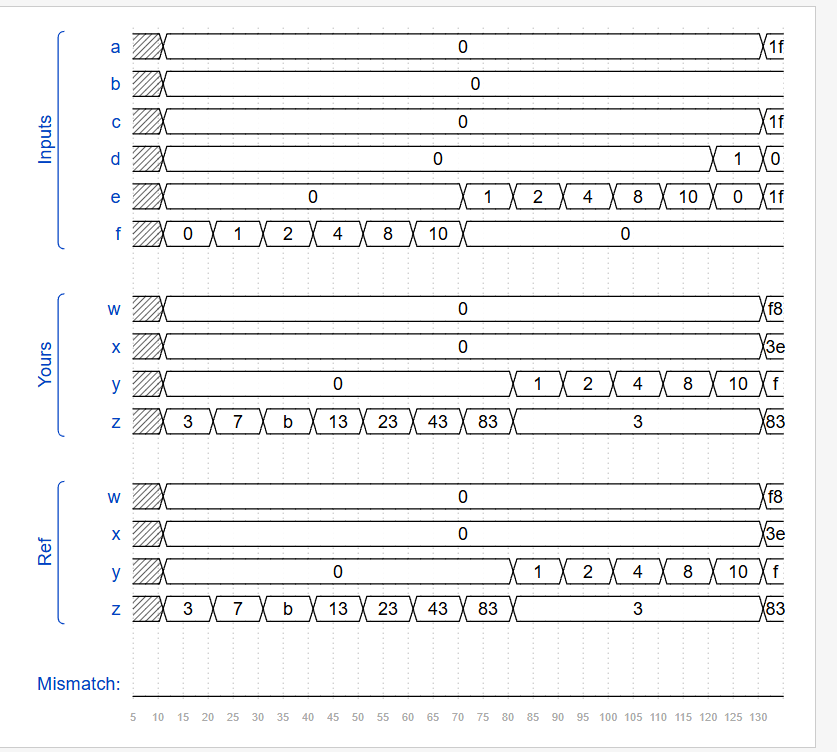 Inputs
a 0 1f
b 0
c 0 1f
d 0 1 0
e 0 1 2 4 8 10 0 1f
f 0 1 2 4 8 10 0
Yours
w 0 f8
x 0 3e
y 0 1 2 4 8 10 f
z 3 7 b 13 23 43 83 3 83
Ref
w 0 f8
x 0 3e
y 0 1 2 4 8 10 f
z 3 7 b 13 23 43 83 3 83
Mismatch:
5 10 15 20 25 30 35 40 45 50 55 60 65 70 75 80 85 90 95 100 105 110 115 120 125 130